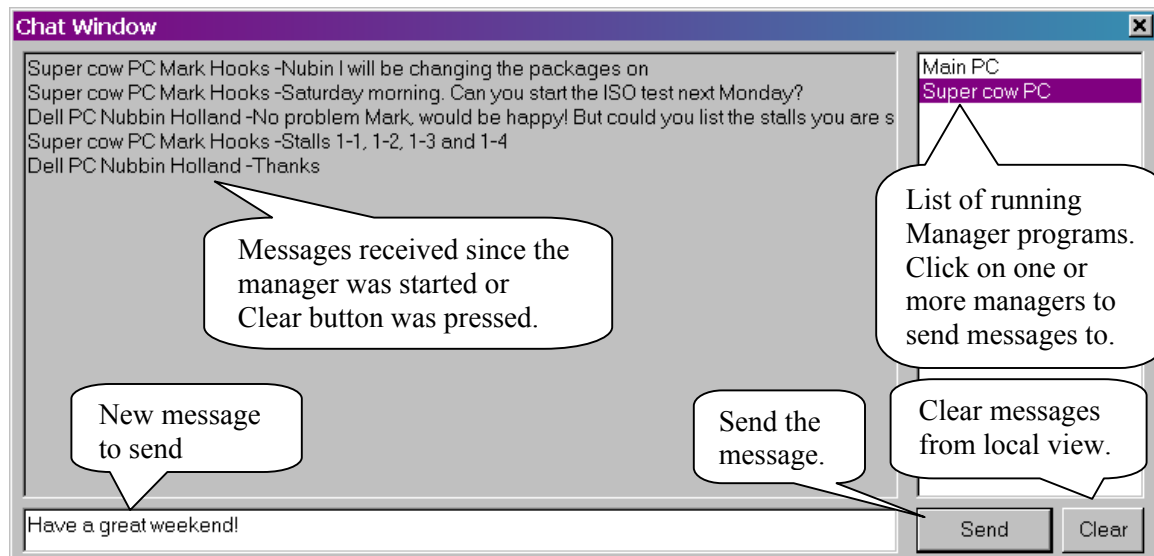 Chat Window
Super cow PC Mark Hooks -Nubin I will be changing the packages on
Super cow PC Mark Hooks -Saturday morning. Can you start the ISO test next Monday?
Dell PC Nubbin Holland -No problem Mark, would be happy! But could you list the stalls you are s
Super cow PC Mark Hooks -Stalls 1-1, 1-2, 1-3 and 1-4
Dell PC Nubbin Holland -Thanks
Main PC
Super cow PC
Messages received since the
manager was started or
Clear button was pressed.
List of running
Manager programs.
Click on one or
more managers to
send messages to.
New message
to send
Send the
message.
Clear messages
from local view.
Have a great weekend!
Send
Clear